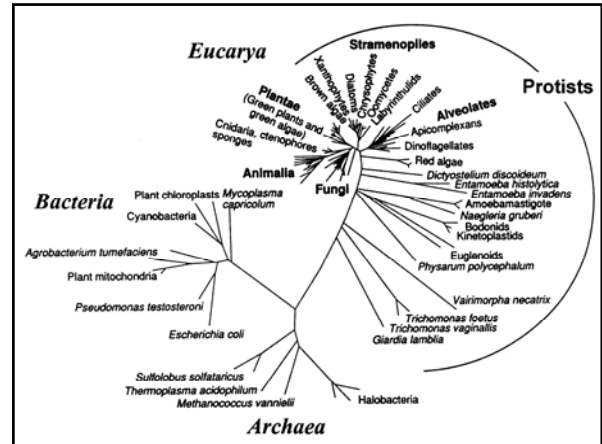 Eucarya
Stramenopiles
Xanthophytes
Brown algae
Diatoms
Chrysophytes
Oomycetes
Labyrinthulids
Ciliates
Protists
Plantae
(Green plants and
green algae)
Alveolates
Apicomplexans
Cnidaria, ctenophores
sponges
Dinoflagellates
Red algae
Animalia
Fungi
Dictyostelium discoideum
Entamoeba histolytica
Entamoeba invadens
Amoebamastigote
Naegleria gruberi
Bodonids
Kinetoplastids
Euglenoids
Physarum polycephalum
Vairimorpha necatrix
Trichomonas foetus
Trichomonas vaginallis
Giardia lamblia
Bacteria
Plant chloroplasts
Mycoplasma
capricolum
Cyanobacteria
Agrobacterium tumefaciens
Plant mitochondria
Pseudomonas testosteroni
Escherichia coli
Sulfolobus solfataricus
Thermoplasma acidophilum
Methanococcus vannielii
Halobacteria
Archaea